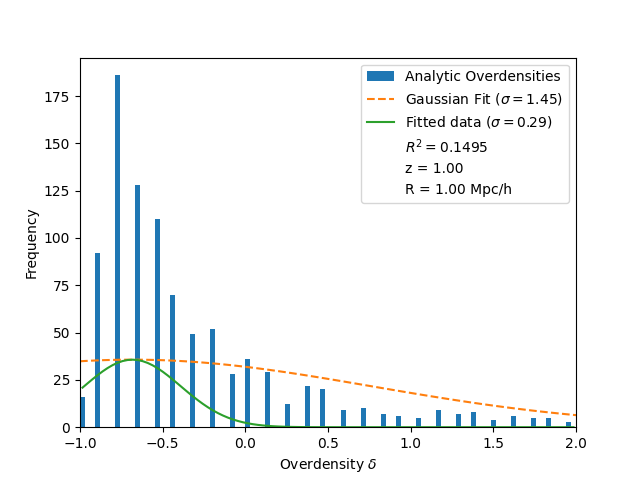 Analytic Overdensities
Gaussian Fit (σ = 1.45)
Fitted data (σ = 0.29)
R² = 0.1495
z = 1.00
R = 1.00 Mpc/h
175
150
125
100
75
50
25
0
Frequency
−1.0 −0.5 0.0 0.5 1.0 1.5 2.0
Overdensity δ